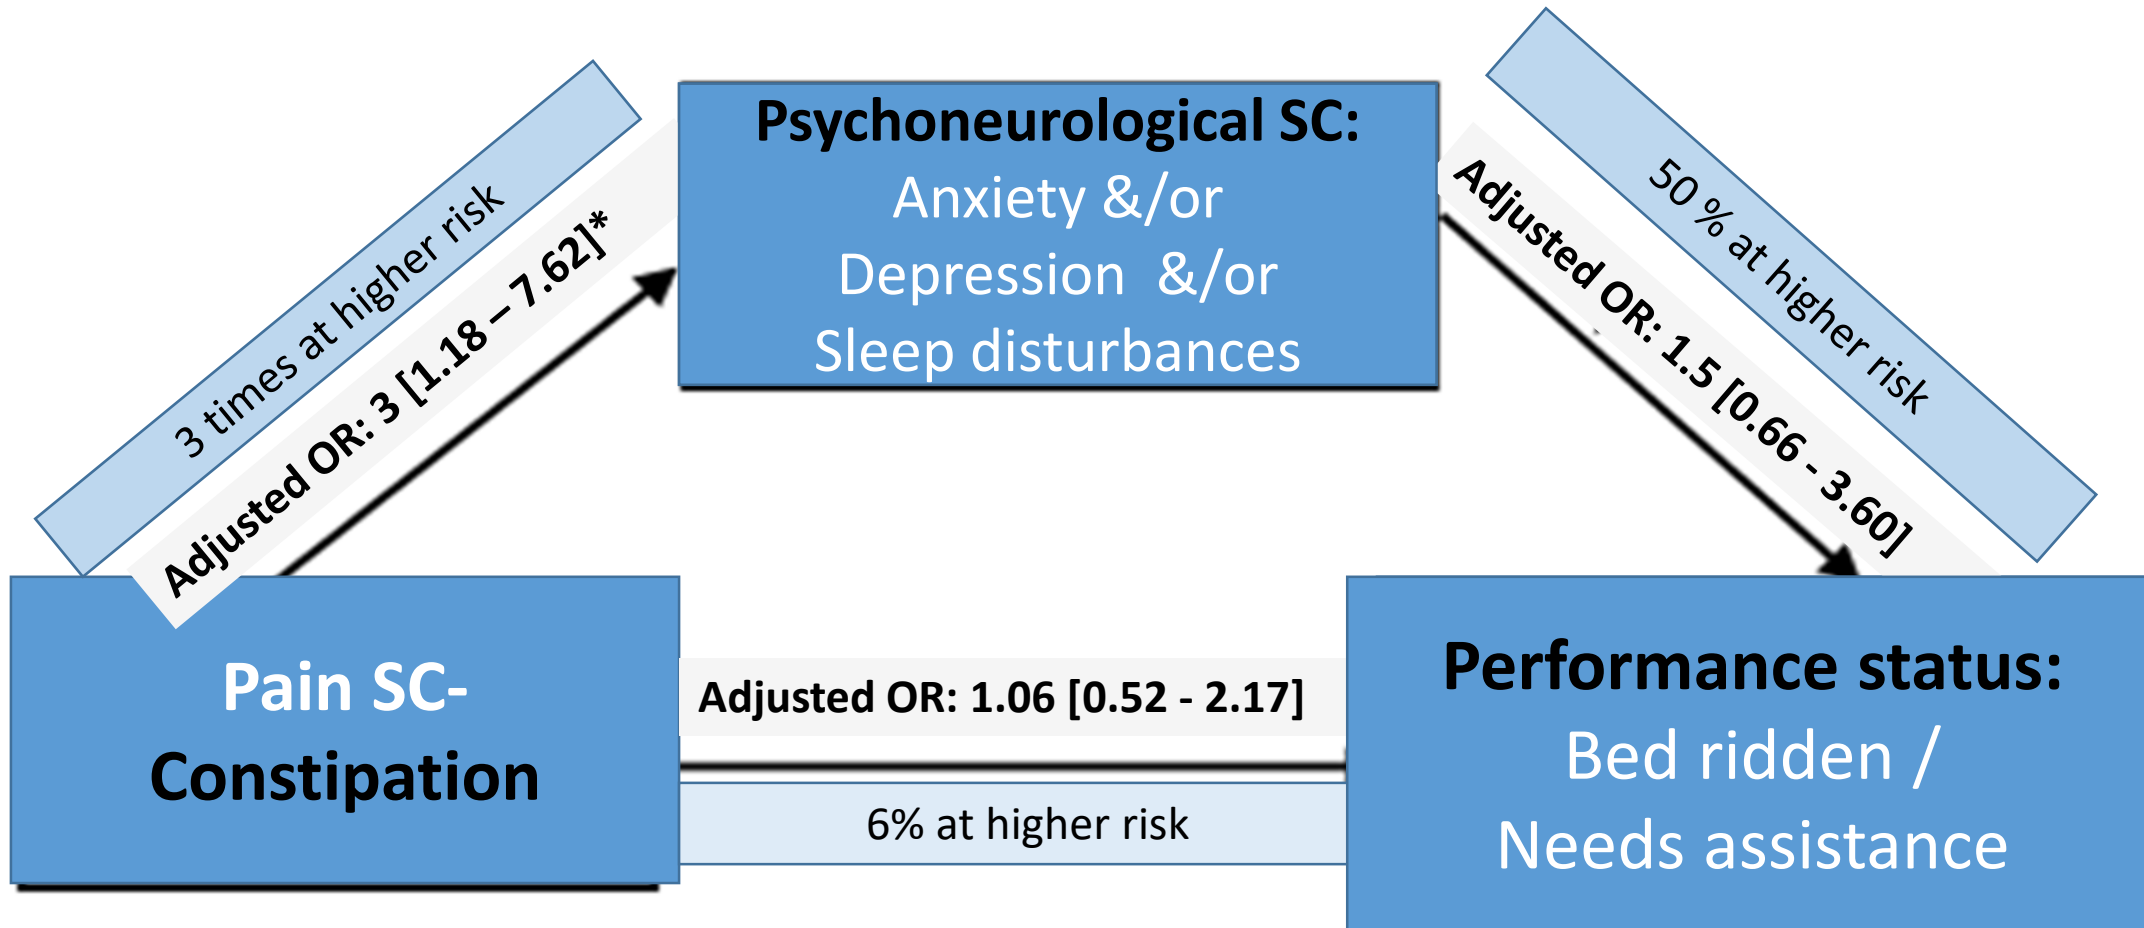 Psychoneurological SC:
Anxiety &/or
Depression &/or
Sleep disturbances
3 times at higher risk
Adjusted OR: 3 [1.18 – 7.62]*
50 % at higher risk
Adjusted OR: 1.5 [0.66 - 3.60]
Pain SC-
Constipation
Adjusted OR: 1.06 [0.52 - 2.17]
6% at higher risk
Performance status:
Bed ridden /
Needs assistance